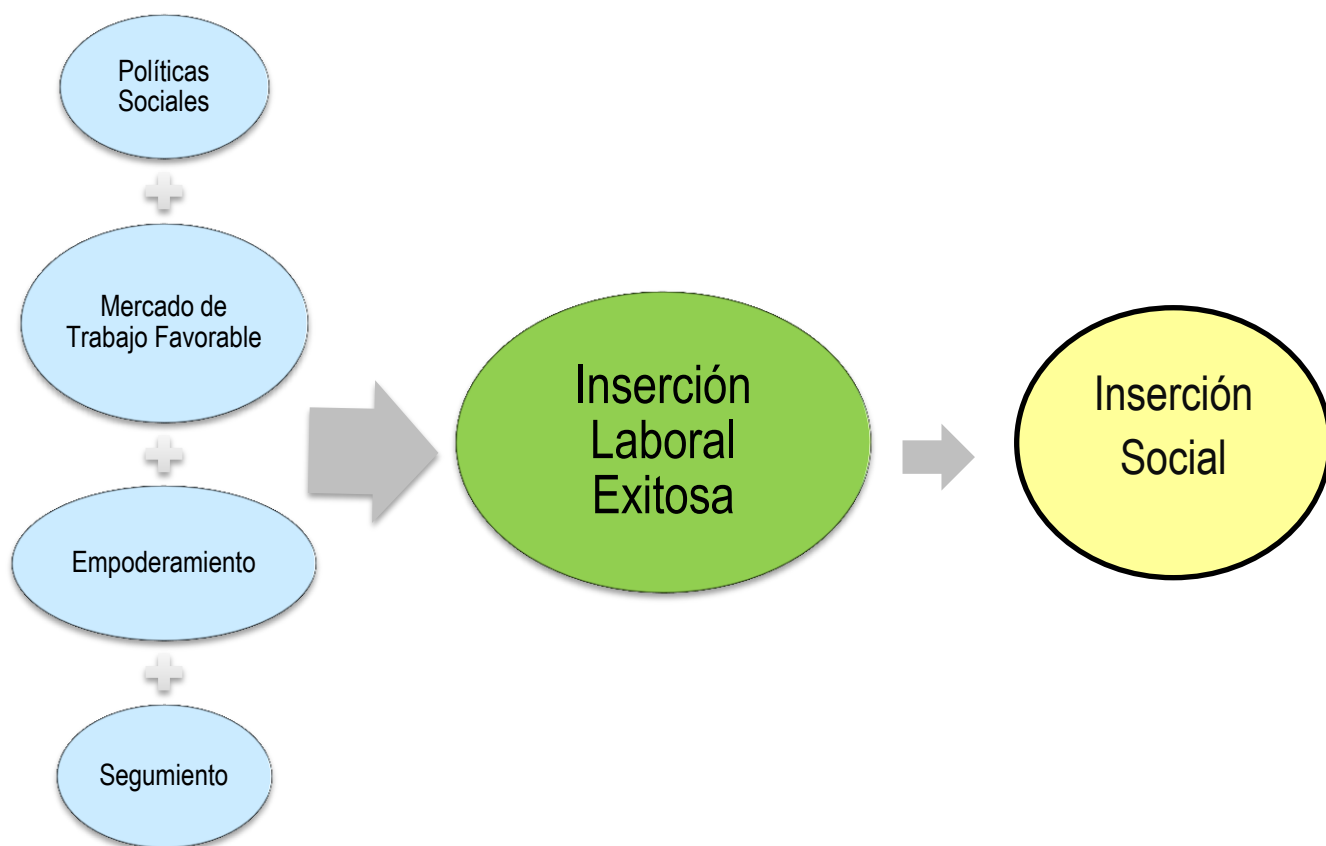 Políticas
Sociales
Mercado de
Trabajo Favorable
Empoderamiento
Segumiento
Inserción
Laboral
Exitosa
Inserción
Social